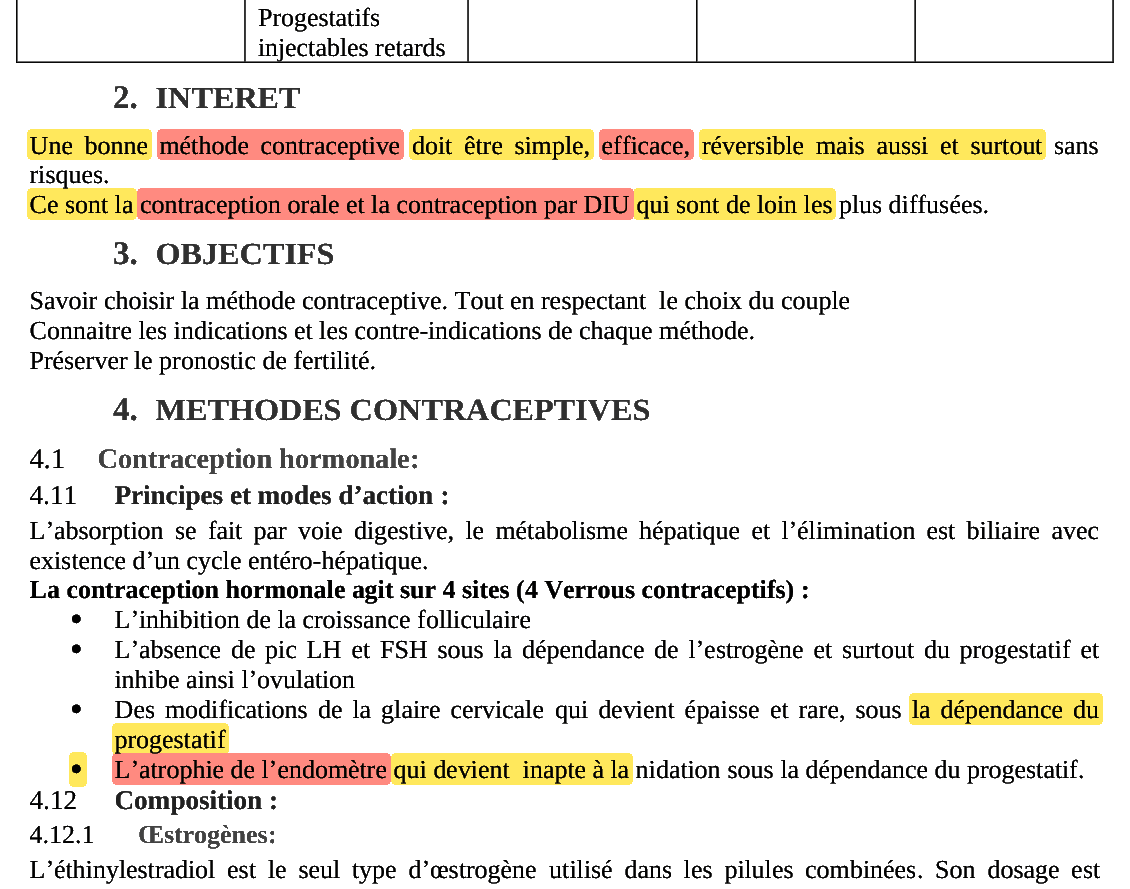 Progestatifs
injectables retards
2. INTERET
Une bonne méthode contraceptive doit être simple, efficace, réversible mais aussi et surtout sans
risques.
Ce sont la contraception orale et la contraception par DIU qui sont de loin les plus diffusées.
3. OBJECTIFS
Savoir choisir la méthode contraceptive. Tout en respectant le choix du couple
Connaitre les indications et les contre-indications de chaque méthode.
Préserver le pronostic de fertilité.
4. METHODES CONTRACEPTIVES
4.1 Contraception hormonale:
4.11 Principes et modes d’action :
L’absorption se fait par voie digestive, le métabolisme hépatique et l’élimination est biliaire avec
existence d’un cycle entéro-hépatique.
La contraception hormonale agit sur 4 sites (4 Verrous contraceptifs) :
• L’inhibition de la croissance folliculaire
• L’absence de pic LH et FSH sous la dépendance de l’estrogène et surtout du progestatif et
inhibe ainsi l’ovulation
• Des modifications de la glaire cervicale qui devient épaisse et rare, sous la dépendance du
progestatif
• L’atrophie de l’endomètre qui devient inapte à la nidation sous la dépendance du progestatif.
4.12 Composition :
4.12.1 Œstrogènes:
L’éthinylestradiol est le seul type d’œstrogène utilisé dans les pilules combinées. Son dosage est